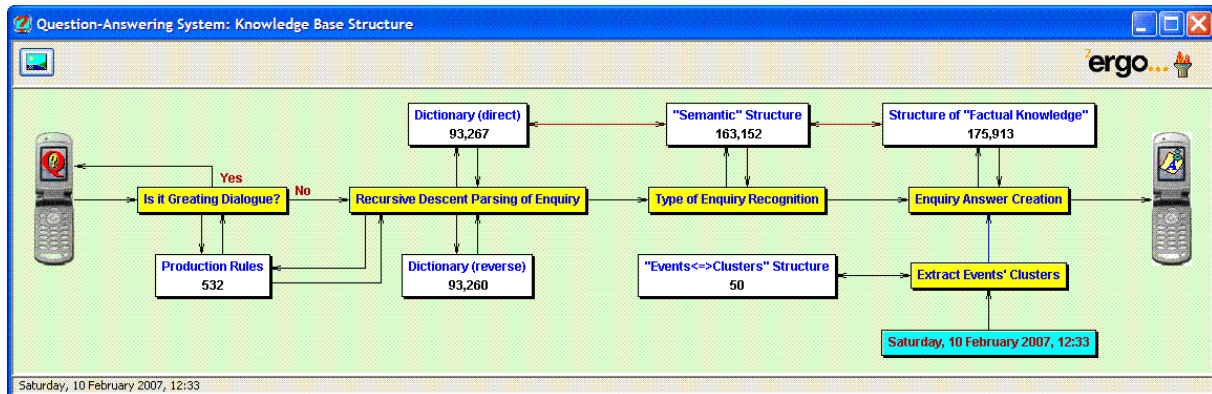 Question-Answering System: Knowledge Base Structure
?ergo...
Dictionary (direct)
93,267
"Semantic" Structure
163,152
Structure of "Factual Knowledge"
175,913
Q
Yes
Is it Greating Dialogue?
No
Recursive Descent Parsing of Enquiry
Type of Enquiry Recognition
Enquiry Answer Creation
A
Production Rules
532
Dictionary (reverse)
93,260
"Events<=>Clusters" Structure
50
Extract Events' Clusters
Saturday, 10 February 2007, 12:33
Saturday, 10 February 2007, 12:33